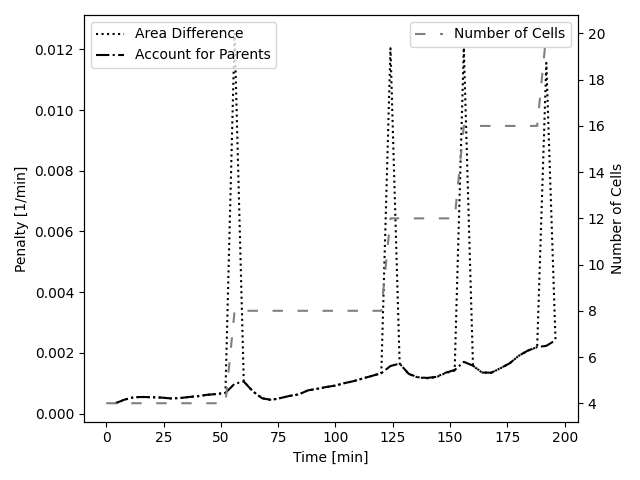 Area Difference
Account for Parents
Number of Cells
0.012
0.010
0.008
0.006
0.004
0.002
0.000
Penalty [1/min]
20
18
16
14
12
10
8
6
4
Number of Cells
0 25 50 75 100 125 150 175 200
Time [min]